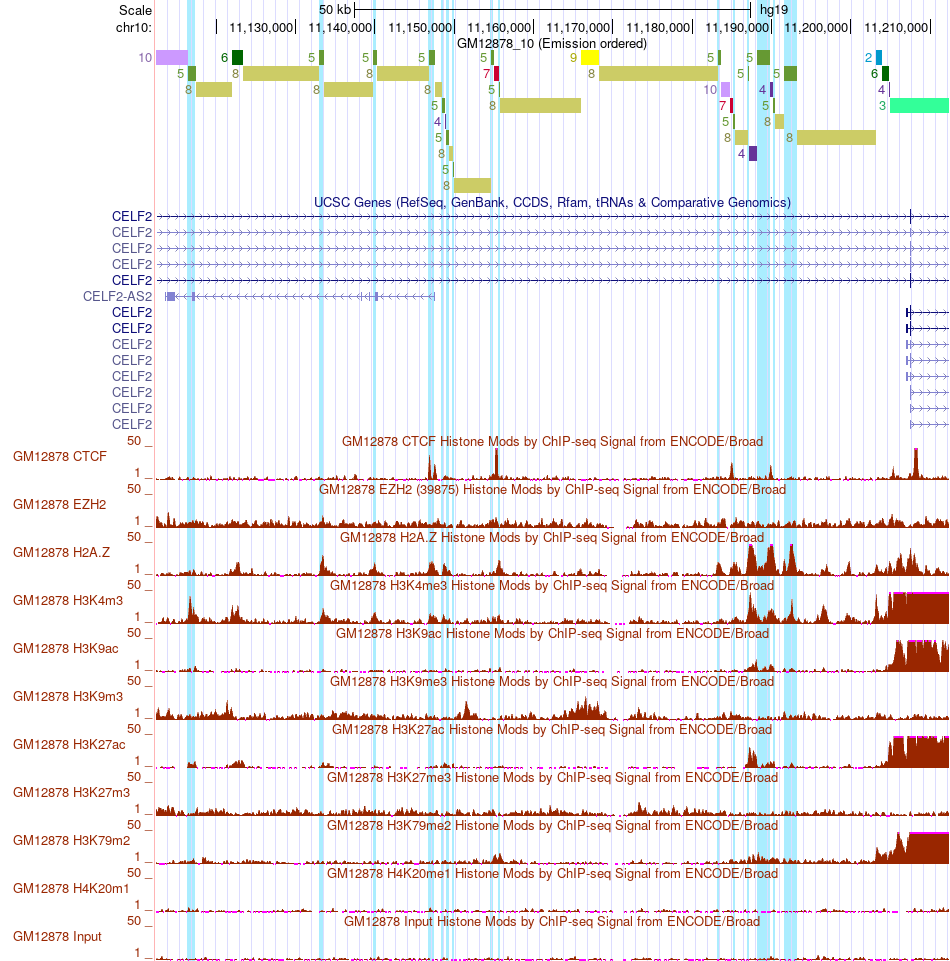 Scale 50 kb hg19
chr10: 11,130,000 11,140,000 11,150,000 11,160,000 11,170,000 11,180,000 11,190,000 11,200,000 11,210,000
GM12878_10 (Emission ordered)
10 6 5 5 5 5 9 5 5 2
5 8 8 8 7 8 5 5 6
8 8 8 5 10 4 4
5 8 7 5 3
4 5 8
5 8 8
8 4
5
8
UCSC Genes (RefSeq, GenBank, CCDS, Rfam, tRNAs & Comparative Genomics)
CELF2
CELF2
CELF2
CELF2
CELF2
CELF2-AS2
CELF2
CELF2
CELF2
CELF2
CELF2
CELF2
CELF2
CELF2
GM12878 CTCF Histone Mods by ChIP-seq Signal from ENCODE/Broad
50 _
GM12878 CTCF
1 _
GM12878 EZH2 (39875) Histone Mods by ChIP-seq Signal from ENCODE/Broad
50 _
GM12878 EZH2
1 _
GM12878 H2A.Z Histone Mods by ChIP-seq Signal from ENCODE/Broad
50 _
GM12878 H2A.Z
1 _
GM12878 H3K4me3 Histone Mods by ChIP-seq Signal from ENCODE/Broad
50 _
GM12878 H3K4m3
1 _
GM12878 H3K9ac Histone Mods by ChIP-seq Signal from ENCODE/Broad
50 _
GM12878 H3K9ac
1 _
GM12878 H3K9me3 Histone Mods by ChIP-seq Signal from ENCODE/Broad
50 _
GM12878 H3K9m3
1 _
GM12878 H3K27ac Histone Mods by ChIP-seq Signal from ENCODE/Broad
50 _
GM12878 H3K27ac
1 _
GM12878 H3K27me3 Histone Mods by ChIP-seq Signal from ENCODE/Broad
50 _
GM12878 H3K27m3
1 _
GM12878 H3K79me2 Histone Mods by ChIP-seq Signal from ENCODE/Broad
50 _
GM12878 H3K79m2
1 _
GM12878 H4K20me1 Histone Mods by ChIP-seq Signal from ENCODE/Broad
50 _
GM12878 H4K20m1
1 _
GM12878 Input Histone Mods by ChIP-seq Signal from ENCODE/Broad
50 _
GM12878 Input
1 _